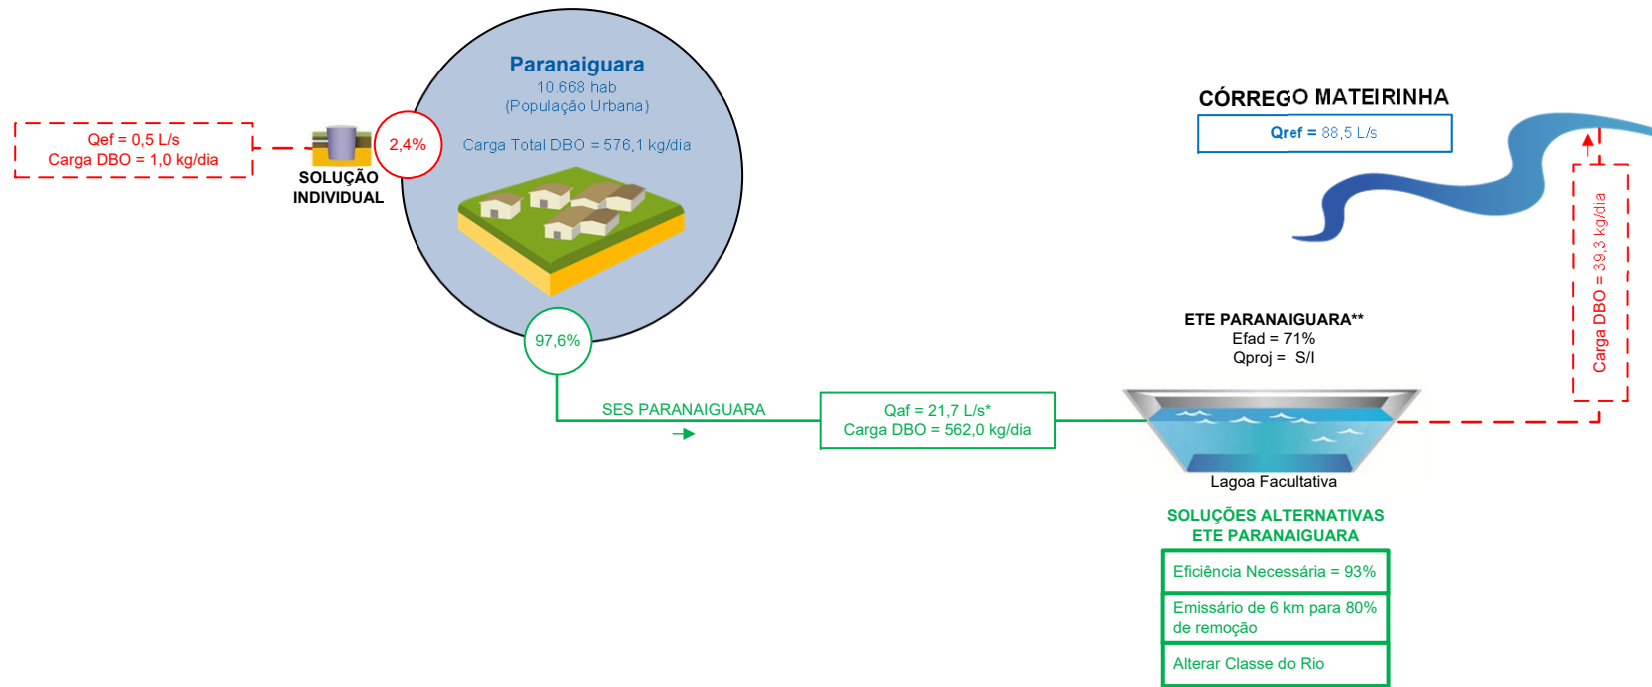 Paranaiguara
10.668 hab
(População Urbana)
Carga Total DBO = 576,1 kg/dia
2,4%
Qef = 0,5 L/s
Carga DBO = 1,0 kg/dia
SOLUÇÃO
INDIVIDUAL
97,6%
SES PARANAIGUARA
Qaf = 21,7 L/s*
Carga DBO = 562,0 kg/dia
CÓRREGO MATEIRINHA
Qref = 88,5 L/s
Carga DBO = 39,3 kg/dia
ETE PARANAIGUARA**
Efad = 71%
Qproj = S/I
Lagoa Facultativa
SOLUÇÕES ALTERNATIVAS
ETE PARANAIGUARA
Eficiência Necessária = 93%
Emissário de 6 km para 80%
de remoção
Alterar Classe do Rio